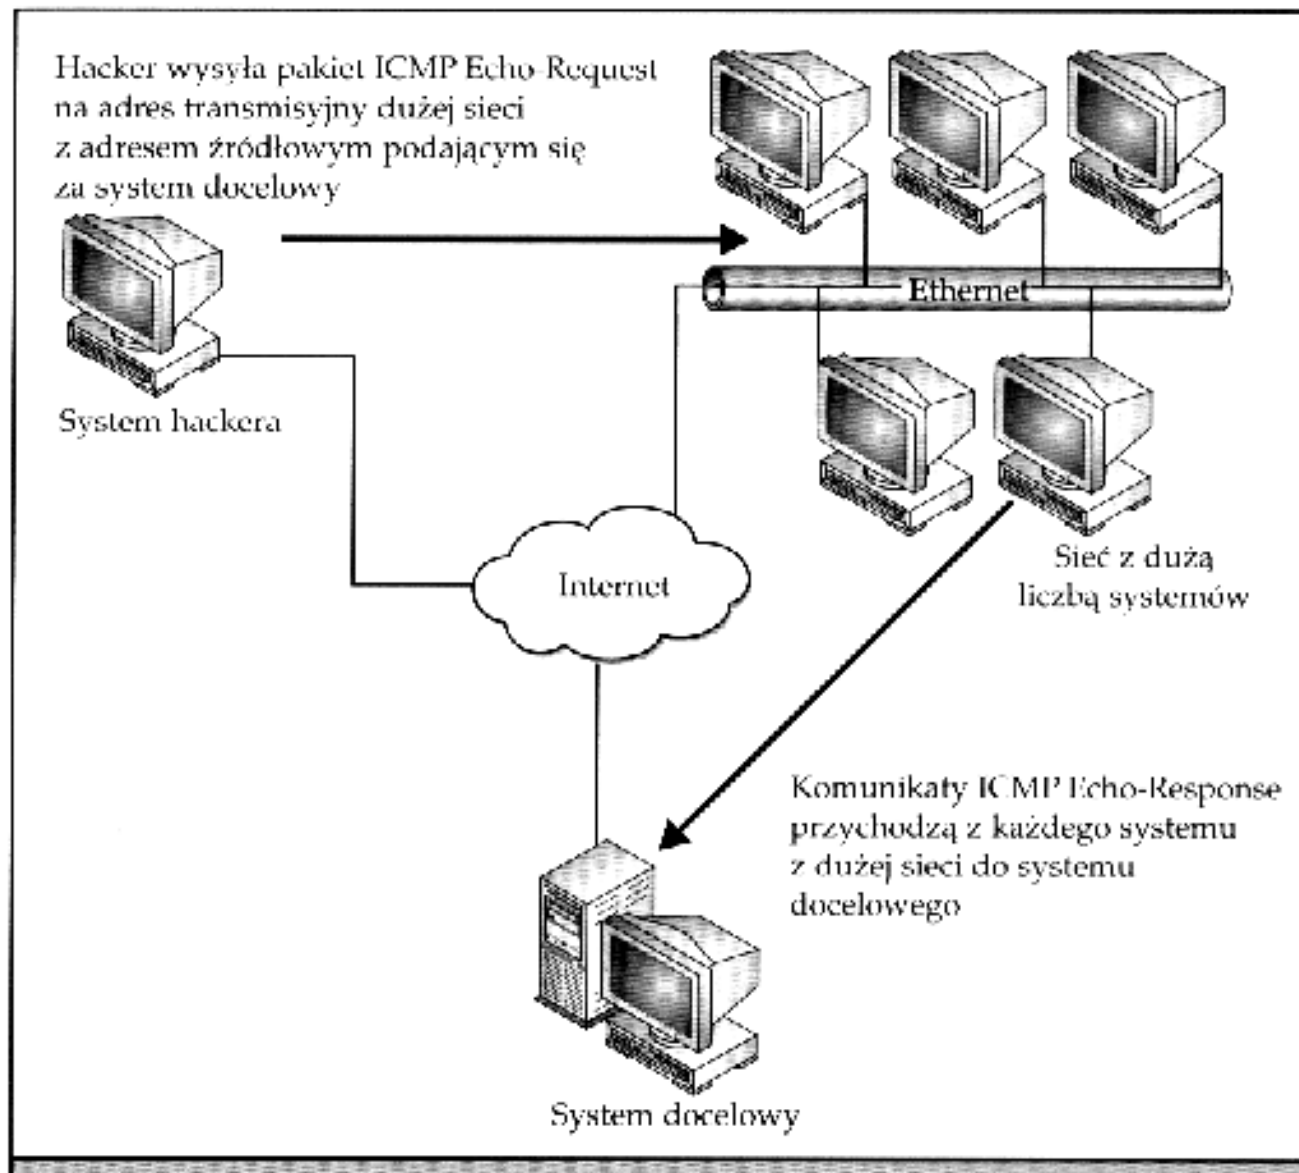 Hacker wysyła pakiet ICMP Echo-Request
na adres transmisyjny dużej sieci
z adresem źródłowym podającym się
za system docelowy
Ethernet
System hackera
Sieć z dużą
liczbą systemów
Internet
Komunikaty ICMP Echo-Response
przychodzą z każdego systemu
z dużej sieci do systemu
docelowego
System docelowy